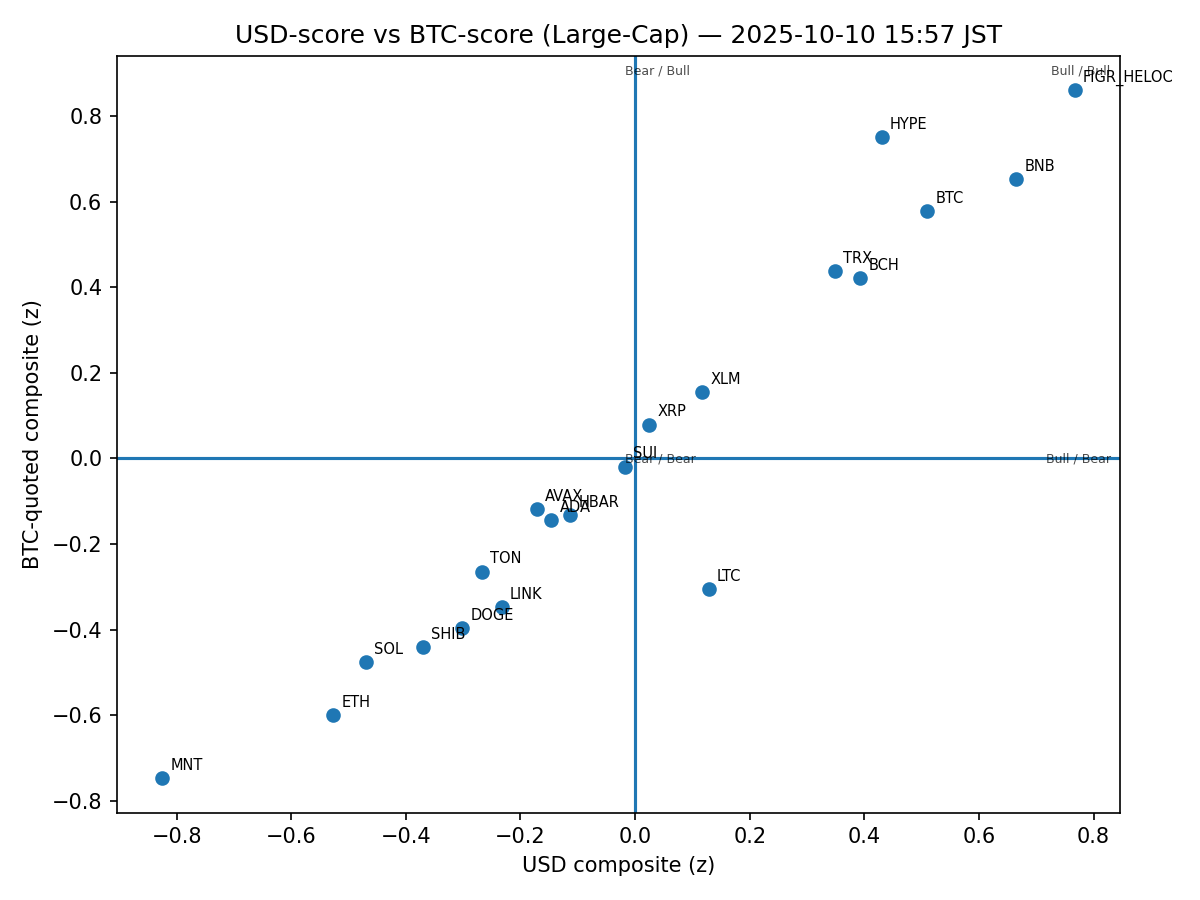 USD-score vs BTC-score (Large-Cap) — 2025-10-10 15:57 JST
Bear / Bull
Bull / Bull
FIGR_HELOC
HYPE
BNB
BTC
TRX
BCH
XLM
XRP
SUI
Bear / Bear
Bull / Bear
AVAX
HBAR
ADA
TON
LTC
LINK
DOGE
SHIB
SOL
ETH
MNT
0.8
0.6
0.4
0.2
0.0
−0.2
−0.4
−0.6
−0.8
BTC-quoted composite (z)
−0.8 −0.6 −0.4 −0.2 0.0 0.2 0.4 0.6 0.8
USD composite (z)